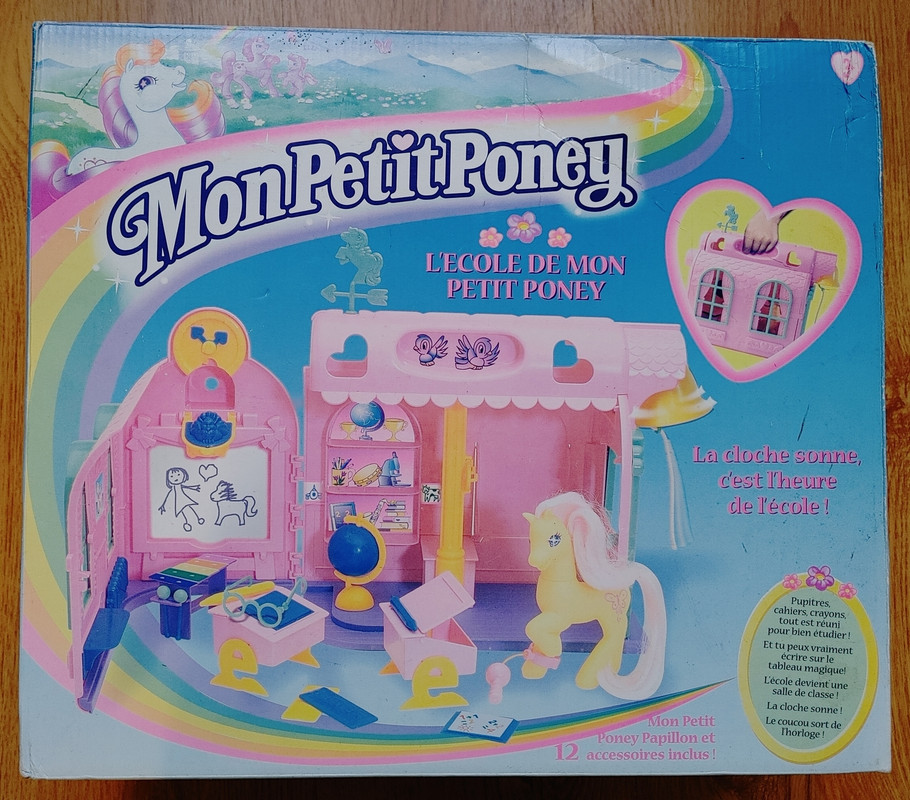 Mon Petit Poney
L'ECOLE DE MON
PETIT PONEY
La cloche sonne,
c'est l'heure
de l'école !
Pupitres,
cahiers, crayons,
tout est réuni
pour bien étudier !
Et tu peux vraiment
écrire sur le
tableau magique!
L'école devient une
salle de classe !
La cloche sonne !
Le coucou sort de
l'horloge !
e
e
Mon Petit
Poney Papillon et
12 accessoires inclus !